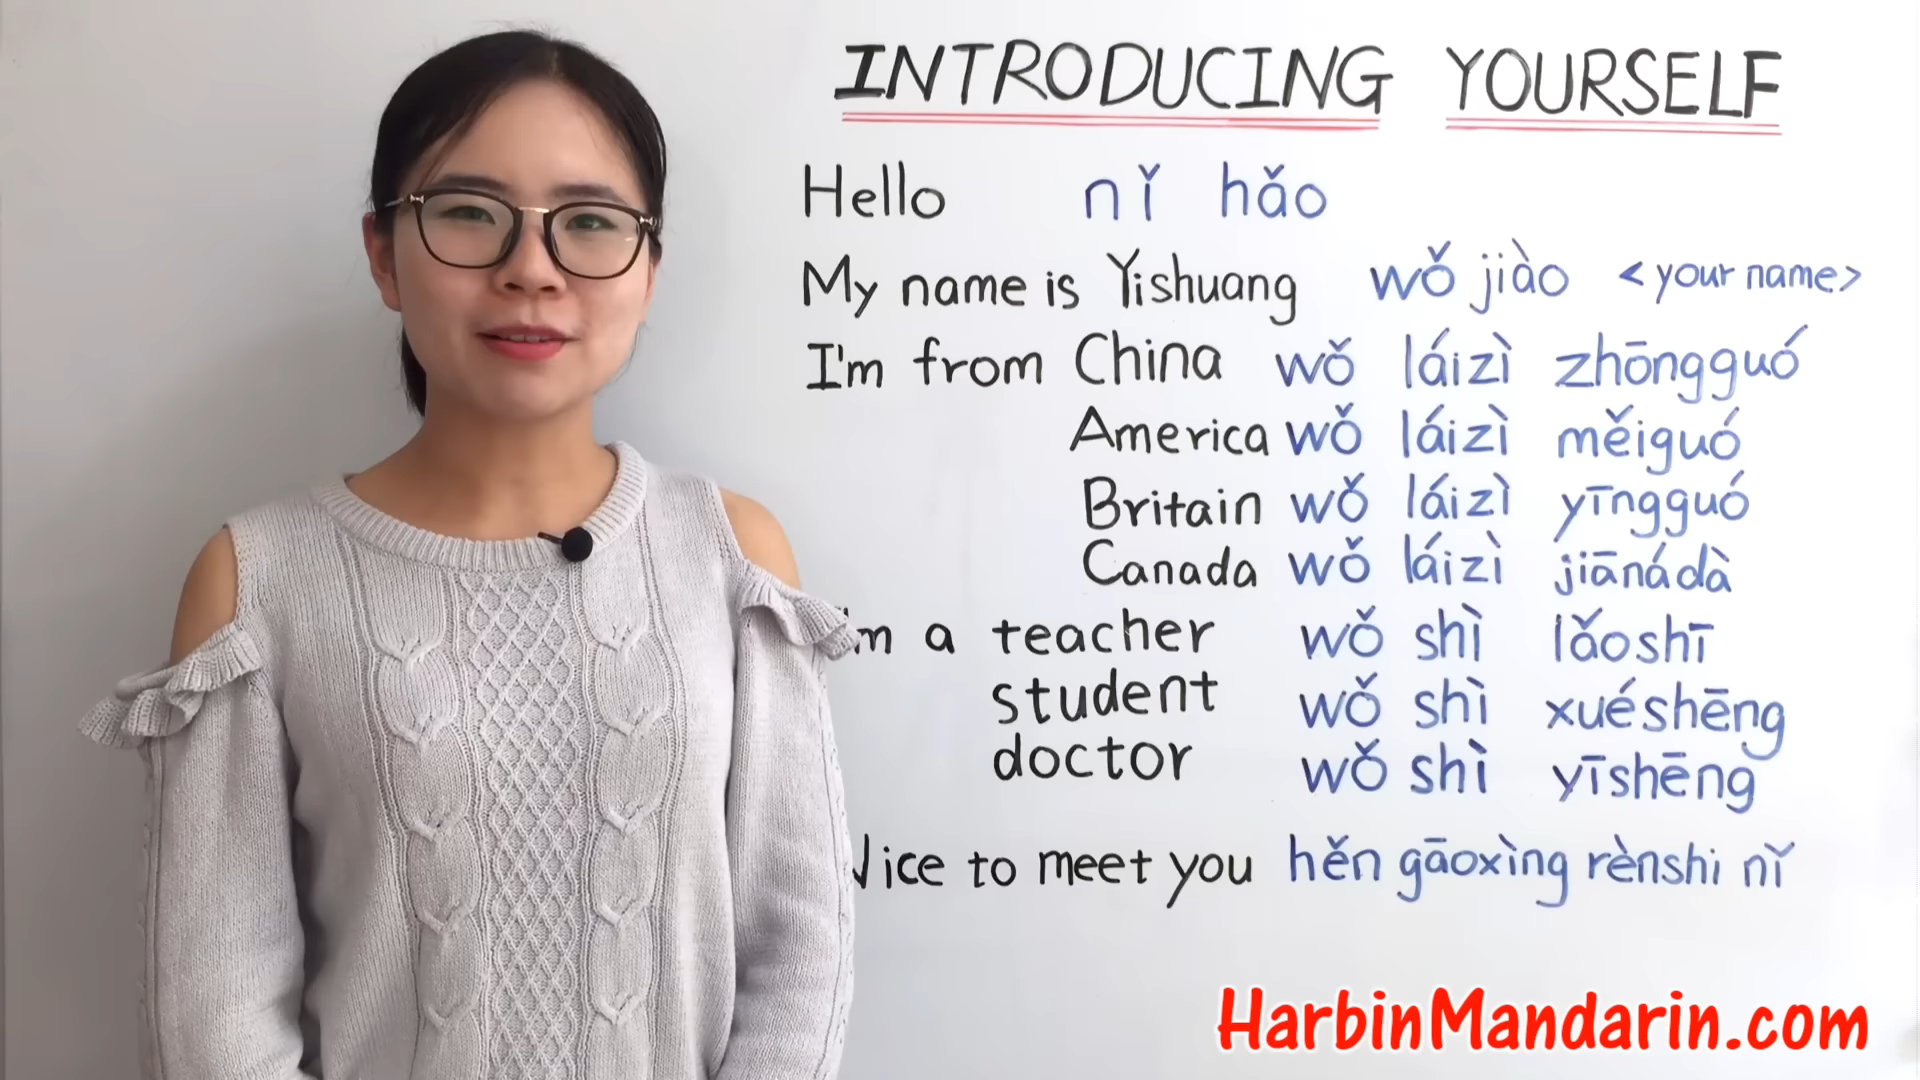 INTRODUCING YOURSELF
Hello nǐ hǎo
My name is Yishuang wǒ jiào <your name>
I'm from China wǒ láizì zhōngguó
America wǒ láizì měiguó
Britain wǒ láizì yīngguó
Canada wǒ láizì jiānádà
'm a teacher wǒ shì lǎoshī
student wǒ shì xuéshēng
doctor wǒ shì yīshēng
Nice to meet you hěn gāoxìng rènshi nǐ
HarbinMandarin.com